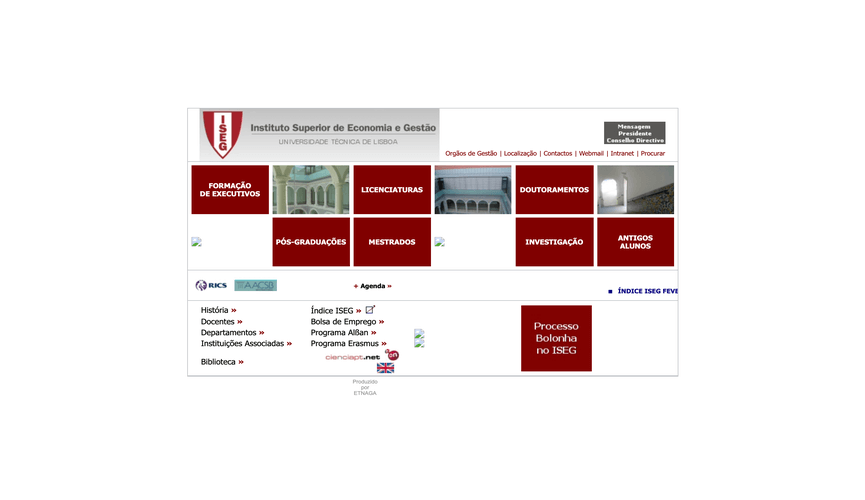 ISEG
Instituto Superior de Economia e Gestão
UNIVERSIDADE TÉCNICA DE LISBOA
Mensagem
Presidente
Conselho Directivo
Orgãos de Gestão | Localização | Contactos | Webmail | Intranet | Procurar
FORMAÇÃO
DE EXECUTIVOS
LICENCIATURAS
DOUTORAMENTOS
PÓS-GRADUAÇÕES
MESTRADOS
INVESTIGAÇÃO
ANTIGOS
ALUNOS
RICS
AACSB
+ Agenda »
ÍNDICE ISEG FEVE
História »
Docentes »
Departamentos »
Instituições Associadas »
Biblioteca »
Índice ISEG »
Bolsa de Emprego »
Programa Alßan »
Programa Erasmus »
cienciapt.net on
Processo
Bolonha
no ISEG
Produzido
por
ETNAGA